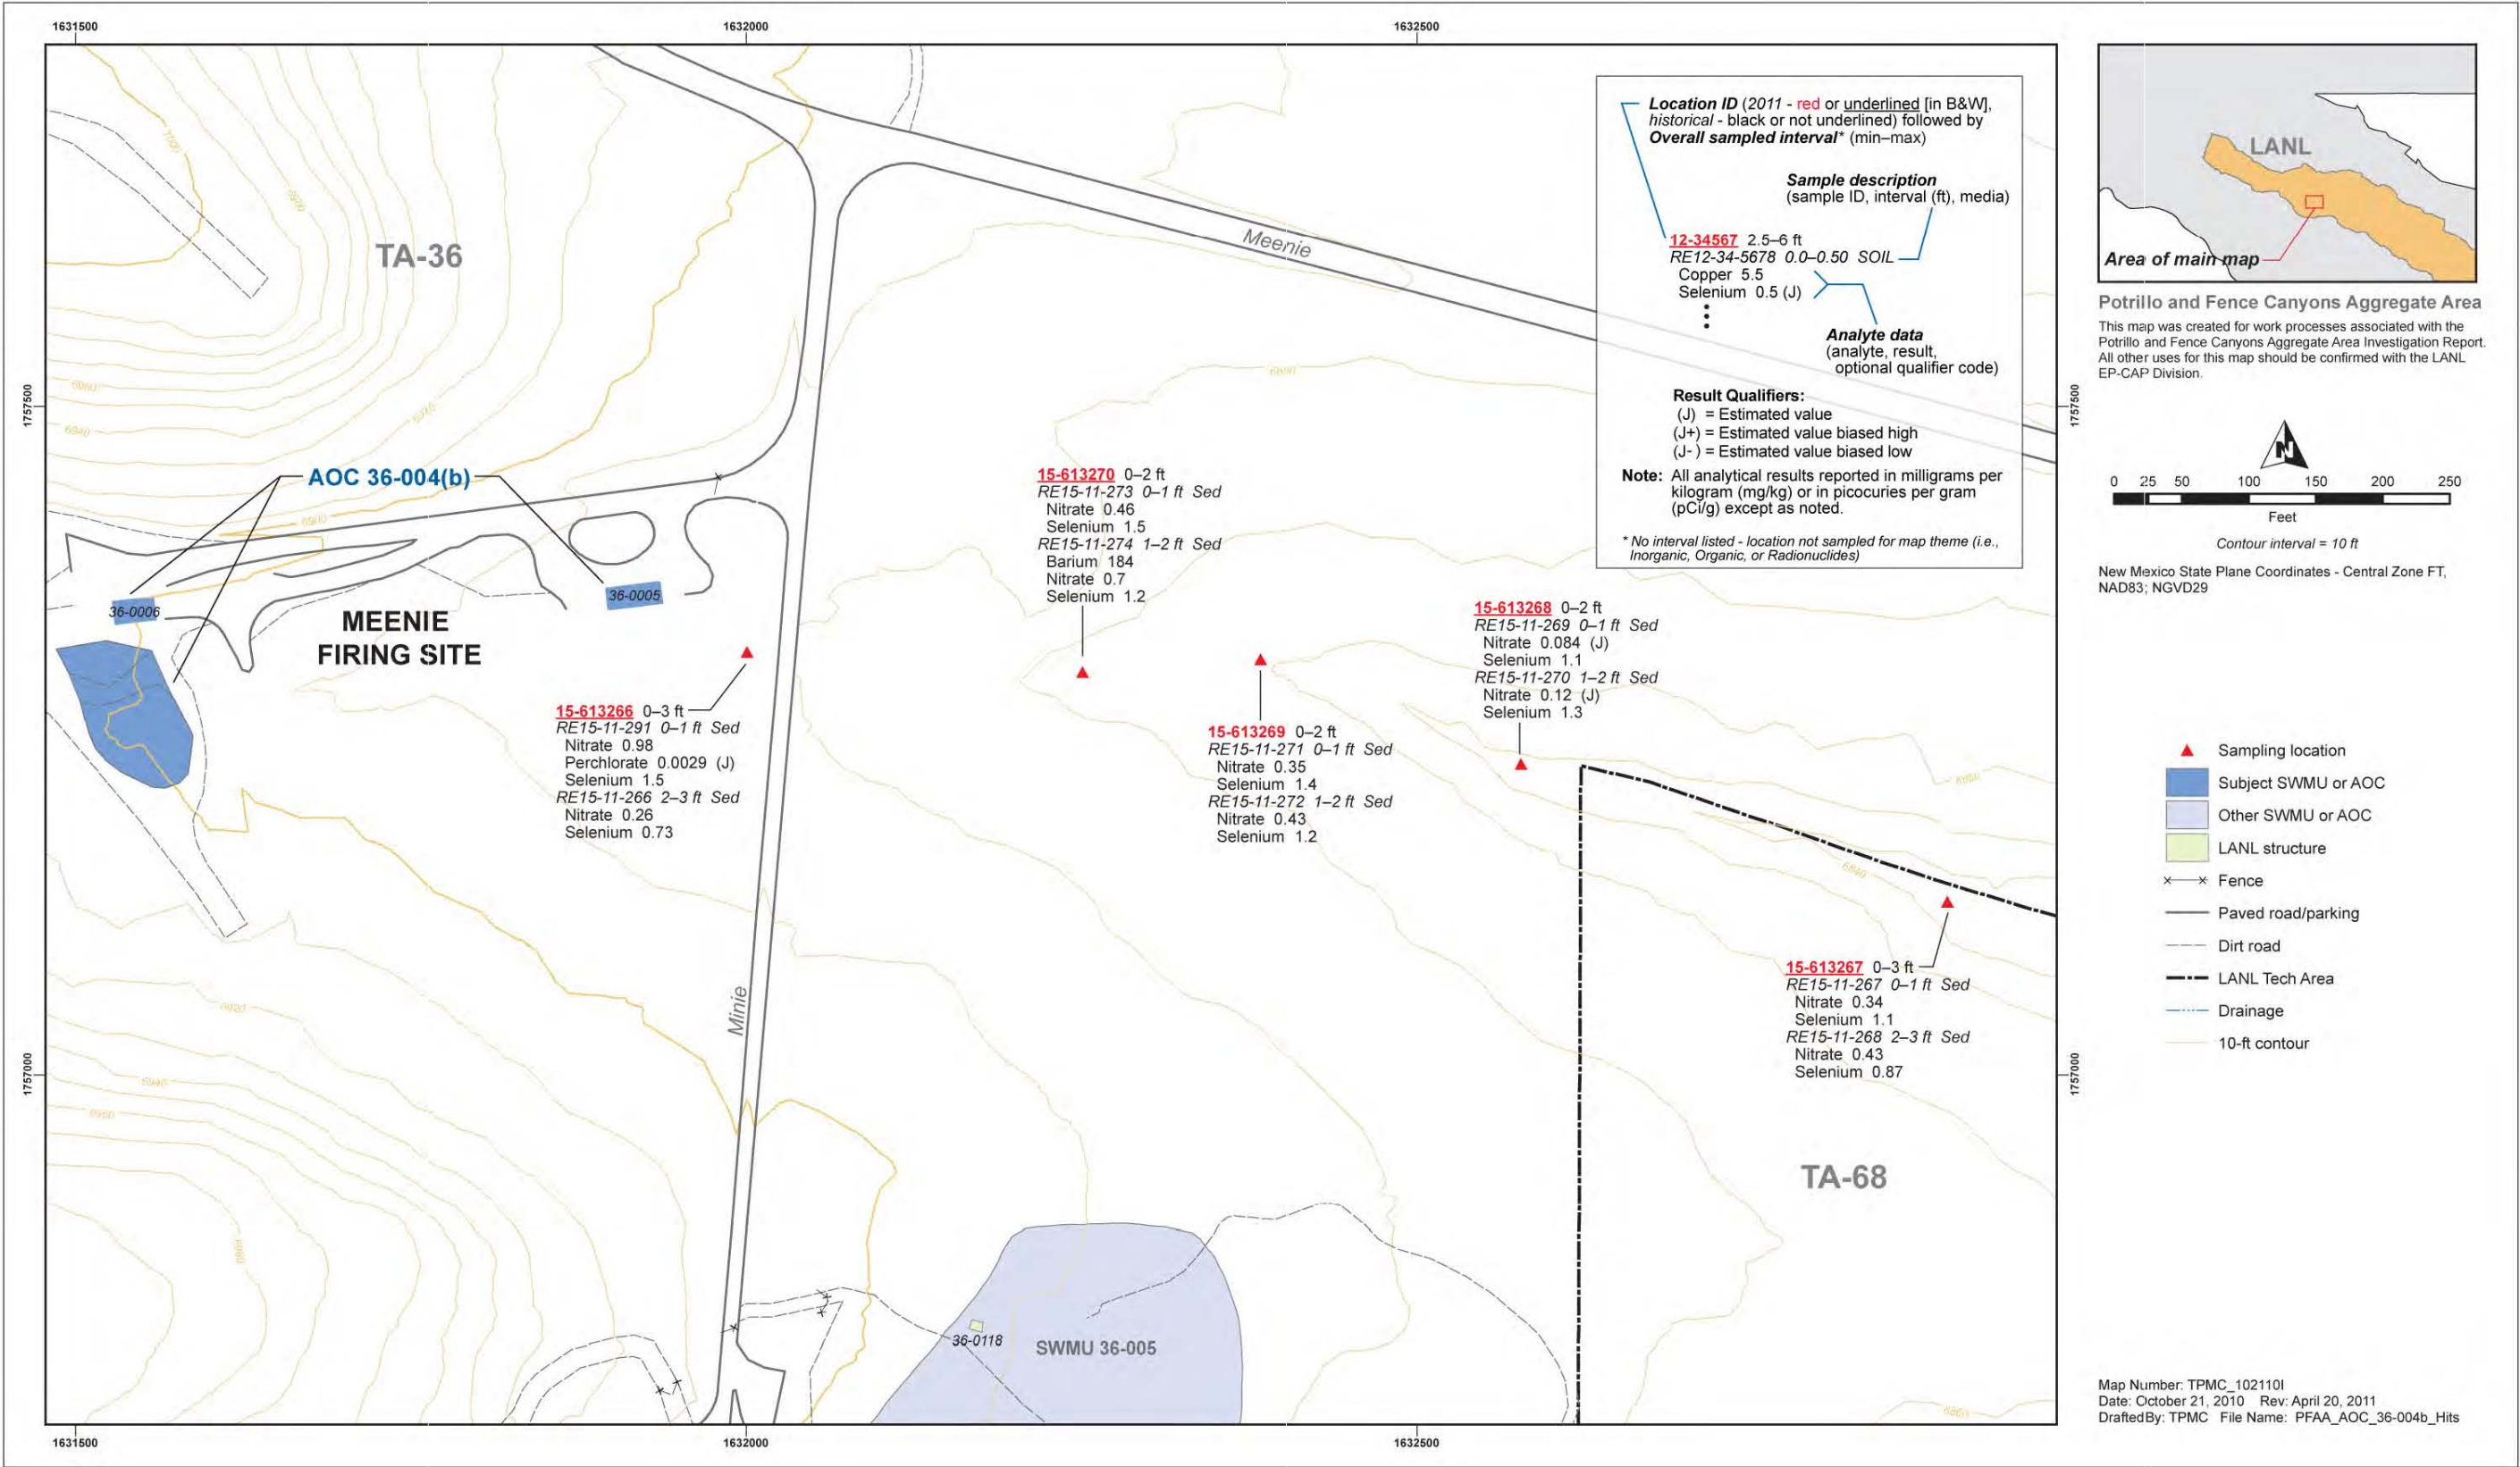 1631500
1632000
1632500
1757500
1757000
1757500
1757000
1631500
1632000
1632500
TA-36
Meenie
AOC 36-004(b)
36-0006
36-0005
MEENIE
FIRING SITE
Minie
6920
6900
6940
6920
6940
6840
15-613270 0–2 ft
RE15-11-273 0–1 ft Sed
Nitrate 0.46
Selenium 1.5
RE15-11-274 1–2 ft Sed
Barium 184
Nitrate 0.7
Selenium 1.2
15-613266 0–3 ft
RE15-11-291 0–1 ft Sed
Nitrate 0.98
Perchlorate 0.0029 (J)
Selenium 1.5
RE15-11-266 2–3 ft Sed
Nitrate 0.26
Selenium 0.73
15-613269 0–2 ft
RE15-11-271 0–1 ft Sed
Nitrate 0.35
Selenium 1.4
RE15-11-272 1–2 ft Sed
Nitrate 0.43
Selenium 1.2
15-613268 0–2 ft
RE15-11-269 0–1 ft Sed
Nitrate 0.084 (J)
Selenium 1.1
RE15-11-270 1–2 ft Sed
Nitrate 0.12 (J)
Selenium 1.3
15-613267 0–3 ft
RE15-11-267 0–1 ft Sed
Nitrate 0.34
Selenium 1.1
RE15-11-268 2–3 ft Sed
Nitrate 0.43
Selenium 0.87
TA-68
36-0118
SWMU 36-005
Location ID (2011 - red or underlined [in B&W],
historical - black or not underlined) followed by
Overall sampled interval* (min–max)
Sample description
(sample ID, interval (ft), media)
12-34567 2.5–6 ft
RE12-34-5678 0.0–0.50 SOIL
Copper 5.5
Selenium 0.5 (J)
Analyte data
(analyte, result,
optional qualifier code)
Result Qualifiers:
(J) = Estimated value
(J+) = Estimated value biased high
(J- ) = Estimated value biased low
Note: All analytical results reported in milligrams per
kilogram (mg/kg) or in picocuries per gram
(pCi/g) except as noted.
* No interval listed - location not sampled for map theme (i.e.,
Inorganic, Organic, or Radionuclides)
LANL
Area of main map
Potrillo and Fence Canyons Aggregate Area
This map was created for work processes associated with the
Potrillo and Fence Canyons Aggregate Area Investigation Report.
All other uses for this map should be confirmed with the LANL
EP-CAP Division.
N
0 25 50 100 150 200 250
Feet
Contour interval = 10 ft
New Mexico State Plane Coordinates - Central Zone FT,
NAD83; NGVD29
Sampling location
Subject SWMU or AOC
Other SWMU or AOC
LANL structure
Fence
Paved road/parking
Dirt road
LANL Tech Area
Drainage
10-ft contour
Map Number: TPMC_102110I
Date: October 21, 2010 Rev: April 20, 2011
DraftedBy: TPMC File Name: PFAA_AOC_36-004b_Hits